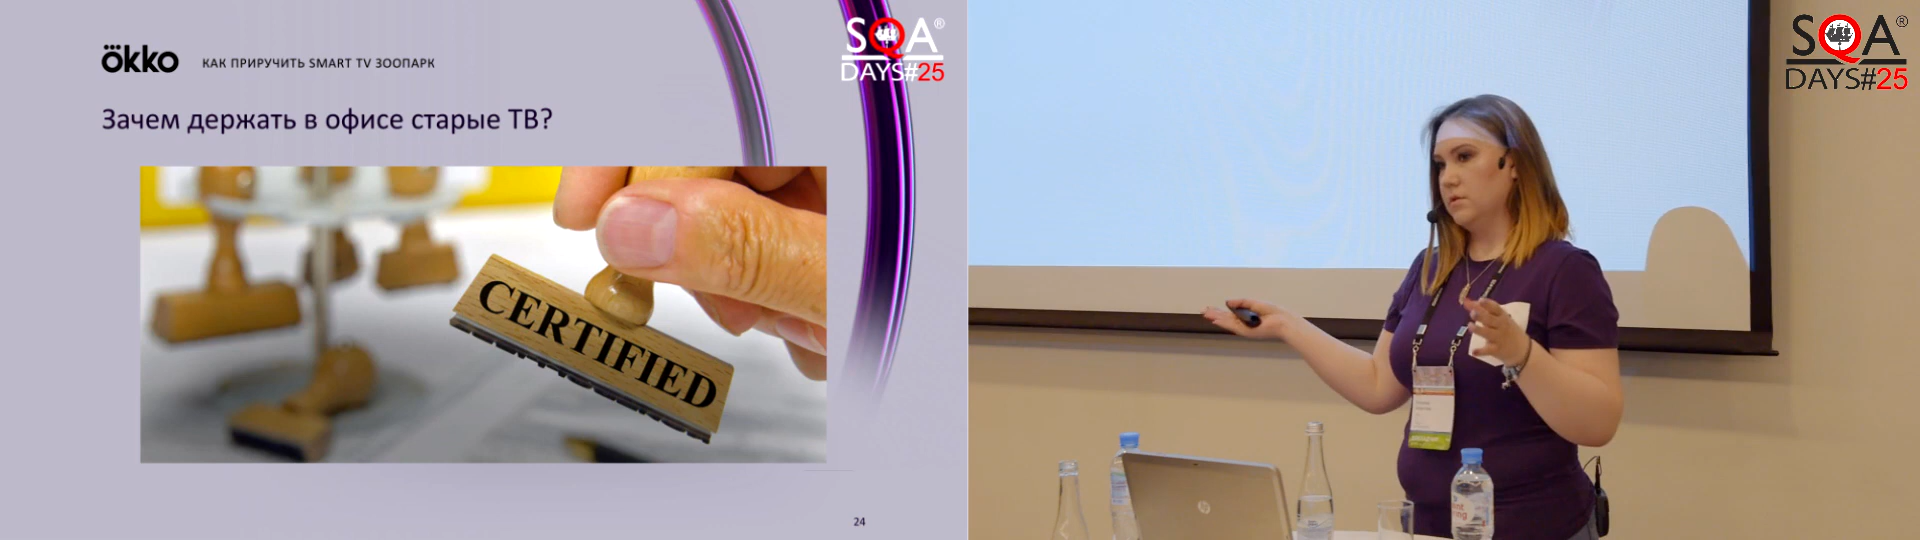 ökko
КАК ПРИРУЧИТЬ SMART TV ЗООПАРК
Зачем держать в офисе старые ТВ?
CERTIFIED
24
SQA®
DAYS#25
SQA®
DAYS#25
hp